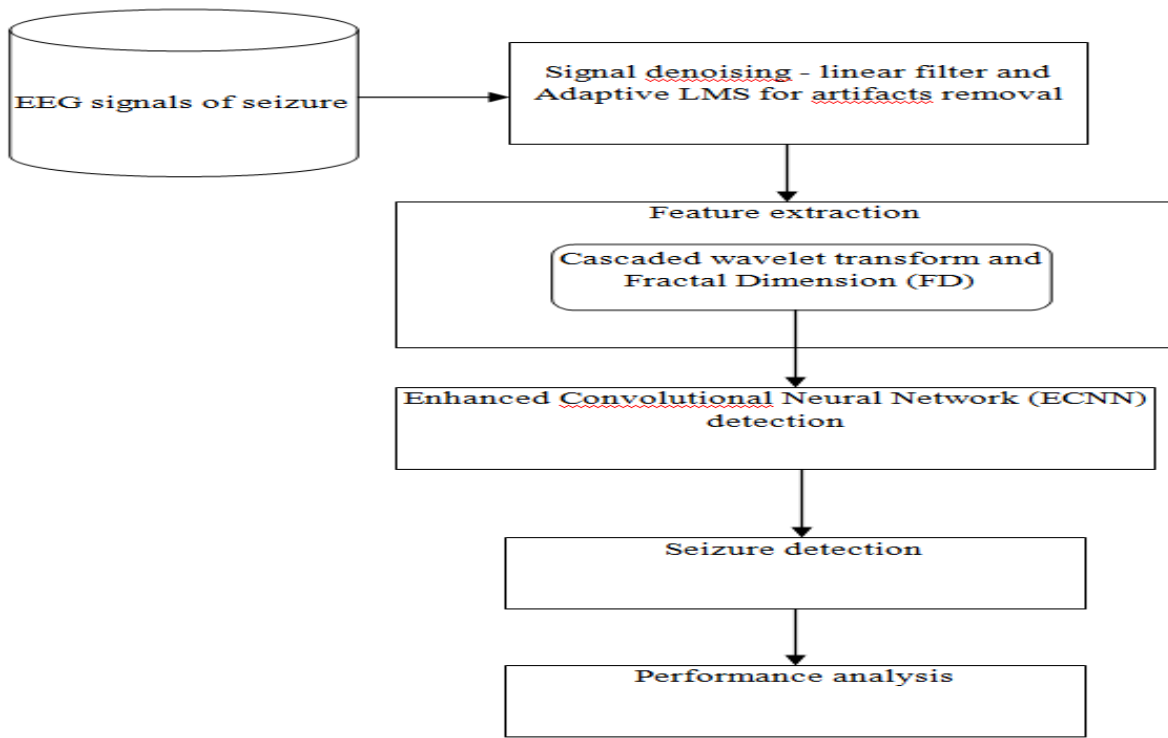 EEG signals of seizure
Signal denoising - linear filter and
Adaptive LMS for artifacts removal
Feature extraction
Cascaded wavelet transform and
Fractal Dimension (FD)
Enhanced Convolutional Neural Network (ECNN)
detection
Seizure detection
Performance analysis